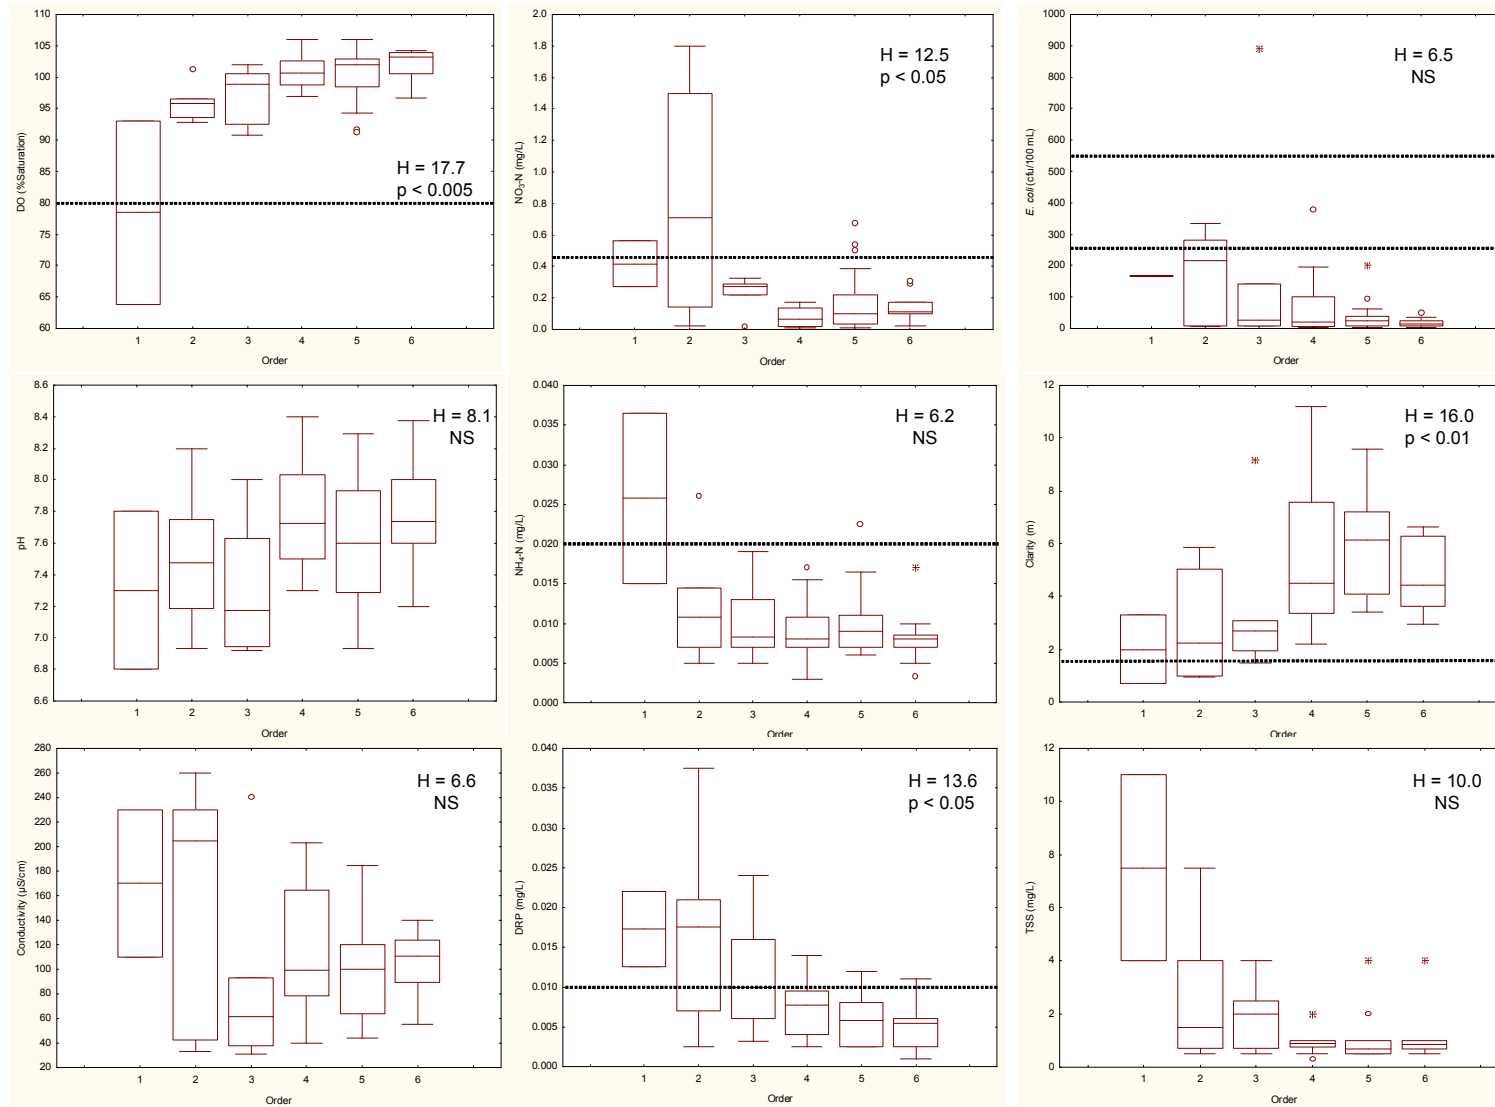 DO (%Saturation)
110
105
100
95
90
85
80
75
70
65
60
H = 17.7
p < 0.005
1 2 3 4 5 6
Order
NO3-N (mg/L)
2.0
1.8
1.6
1.4
1.2
1.0
0.8
0.6
0.4
0.2
0.0
H = 12.5
p < 0.05
1 2 3 4 5 6
Order
E. coli (cfu/100 mL)
1000
900
800
700
600
500
400
300
200
100
0
H = 6.5
NS
1 2 3 4 5 6
Order
pH
8.6
8.4
8.2
8.0
7.8
7.6
7.4
7.2
7.0
6.8
6.6
H = 8.1
NS
1 2 3 4 5 6
Order
NH4-N (mg/L)
0.040
0.035
0.030
0.025
0.020
0.015
0.010
0.005
0.000
H = 6.2
NS
1 2 3 4 5 6
Order
Clarity (m)
12
10
8
6
4
2
0
H = 16.0
p < 0.01
1 2 3 4 5 6
Order
Conductivity (µS/cm)
280
260
240
220
200
180
160
140
120
100
80
60
40
20
H = 6.6
NS
1 2 3 4 5 6
Order
DRP (mg/L)
0.040
0.035
0.030
0.025
0.020
0.015
0.010
0.005
0.000
H = 13.6
p < 0.05
1 2 3 4 5 6
Order
TSS (mg/L)
12
10
8
6
4
2
0
H = 10.0
NS
1 2 3 4 5 6
Order